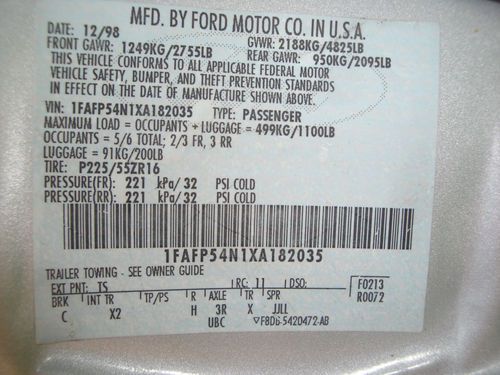 MFD. BY FORD MOTOR CO. IN U.S.A.
DATE: 12/98 GVWR: 2188KG/4825LB
FRONT GAWR: 1249KG/2755LB REAR GAWR: 950KG/2095LB
THIS VEHICLE CONFORMS TO ALL APPLICABLE FEDERAL MOTOR
VEHICLE SAFETY, BUMPER, AND THEFT PREVENTION STANDARDS
IN EFFECT ON THE DATE OF MANUFACTURE SHOWN ABOVE.
VIN: 1FAFP54N1XA182035 TYPE: PASSENGER
MAXIMUM LOAD = OCCUPANTS + LUGGAGE = 499KG/1100LB
OCCUPANTS = 5/6 TOTAL; 2/3 FR, 3 RR
LUGGAGE = 91KG/200LB
TIRE: P225/55ZR16
PRESSURE(FR): 221 kPa/ 32 PSI COLD
PRESSURE(RR): 221 kPa/ 32 PSI COLD
1FAFP54N1XA182035
TRAILER TOWING - SEE OWNER GUIDE
EXT PNT: TS RC: 11 DSO: F0213
BRK INT TR TP/PS R AXLE TR SPR R0072
C X2 H 3R X JJLL
UBC ▽F8DB-5420472-AB